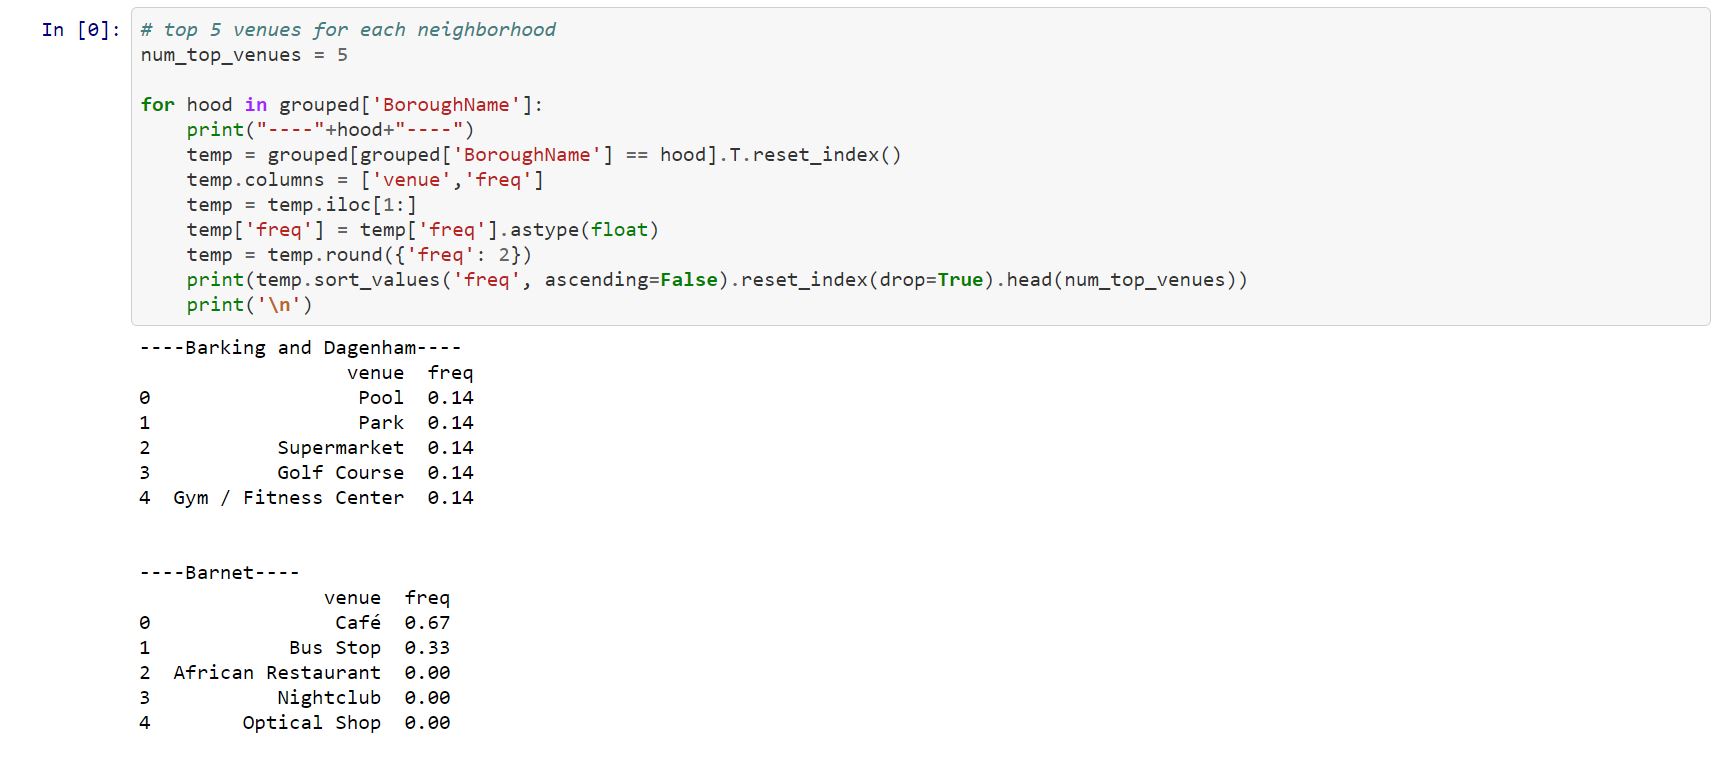 In [0]: # top 5 venues for each neighborhood
num_top_venues = 5
for hood in grouped['BoroughName']:
    print("----"+hood+"----")
    temp = grouped[grouped['BoroughName'] == hood].T.reset_index()
    temp.columns = ['venue','freq']
    temp = temp.iloc[1:]
    temp['freq'] = temp['freq'].astype(float)
    temp = temp.round({'freq': 2})
    print(temp.sort_values('freq', ascending=False).reset_index(drop=True).head(num_top_venues))
    print('\n')
----Barking and Dagenham----
                  venue  freq
0                  Pool  0.14
1                  Park  0.14
2           Supermarket  0.14
3           Golf Course  0.14
4  Gym / Fitness Center  0.14
----Barnet----
                venue  freq
0                Café  0.67
1            Bus Stop  0.33
2  African Restaurant  0.00
3           Nightclub  0.00
4        Optical Shop  0.00